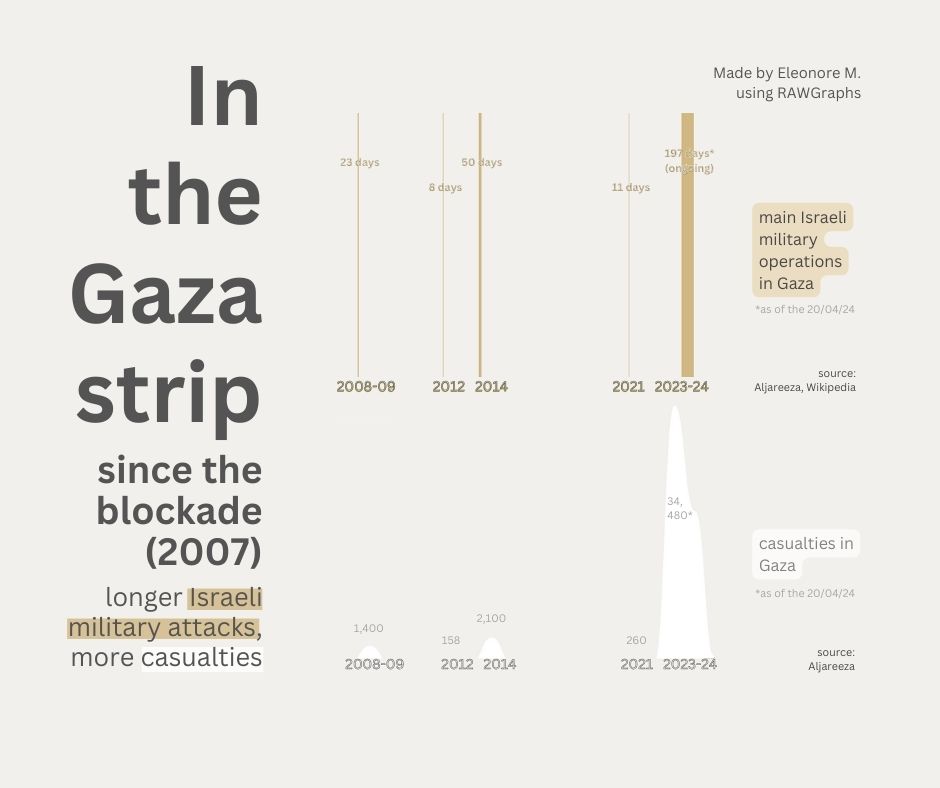 In
the
Gaza
strip
since the
blockade
(2007)
longer Israeli
military attacks,
more casualties
Made by Eleonore M.
using RAWGraphs
23 days
8 days
50 days
11 days
197 days*
(ongoing)
2008-09
2012
2014
2021
2023-24
main Israeli
military
operations
in Gaza
*as of the 20/04/24
source:
Aljareeza, Wikipedia
1,400
158
2,100
260
34,
480*
2008-09
2012
2014
2021
2023-24
casualties in
Gaza
*as of the 20/04/24
source:
Aljareeza